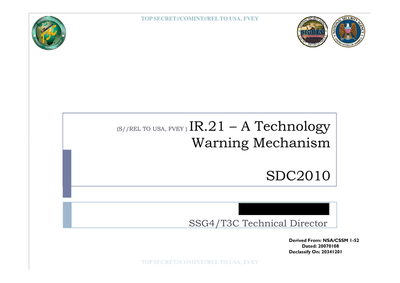 TOP SECRET//COMINT//REL TO USA, FVEY
(S//REL TO USA, FVEY ) IR.21 – A Technology
Warning Mechanism
SDC2010
SSG4/T3C Technical Director
Derived From: NSA/CSSM 1-52
Dated: 20070108
Declassify On: 20341201
TOP SECRET//COMINT//REL TO USA, FVEY